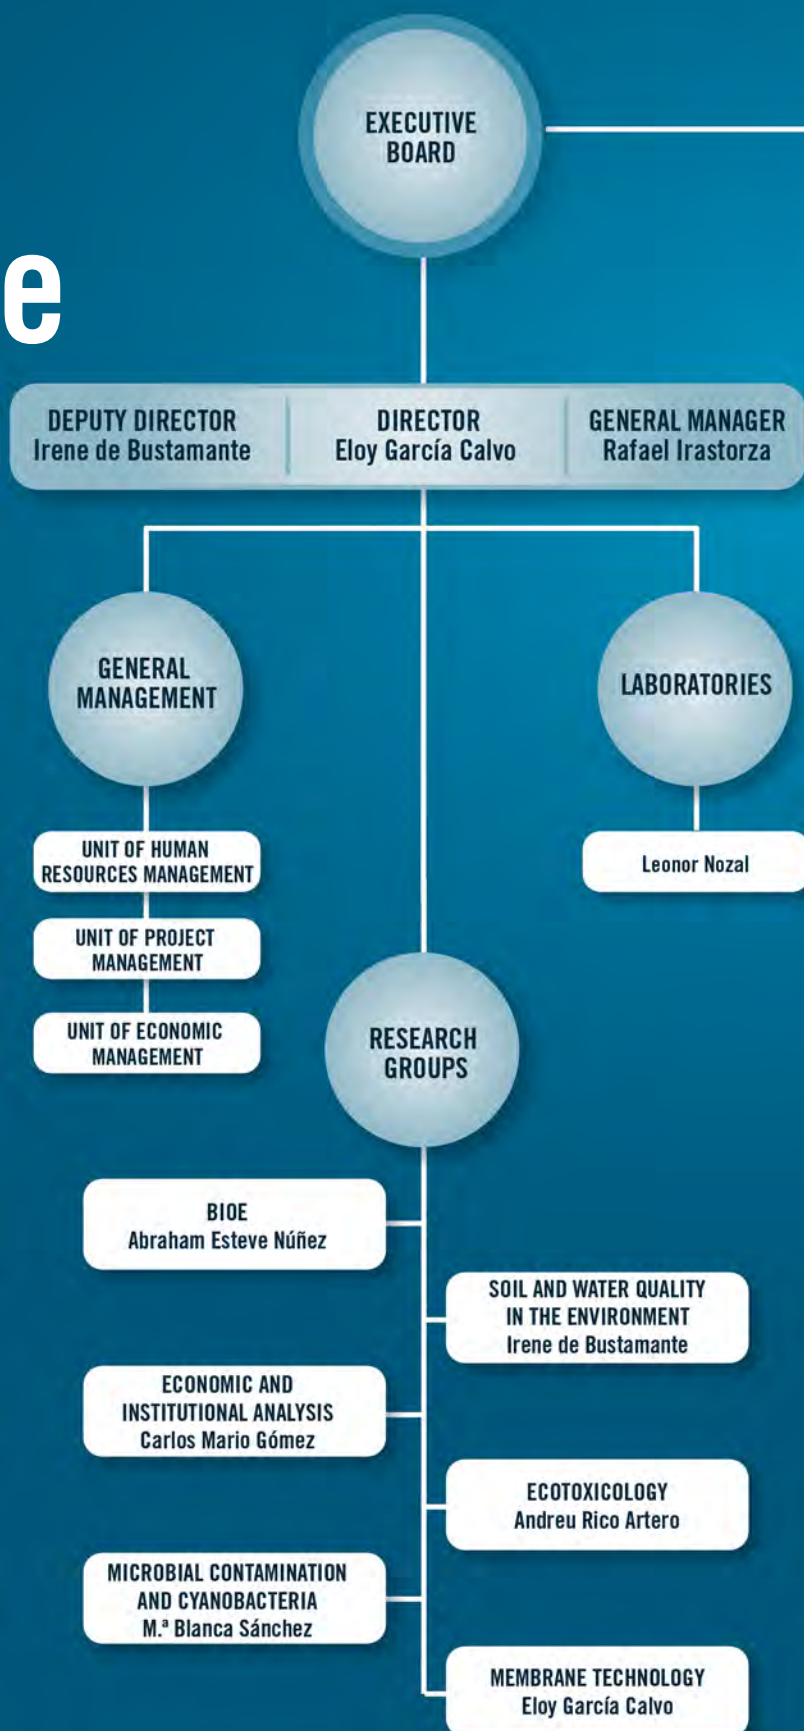 EXECUTIVE
BOARD
e
DEPUTY DIRECTOR
Irene de Bustamante
DIRECTOR
Eloy García Calvo
GENERAL MANAGER
Rafael Irastorza
GENERAL
MANAGEMENT
LABORATORIES
UNIT OF HUMAN
RESOURCES MANAGEMENT
Leonor Nozal
UNIT OF PROJECT
MANAGEMENT
UNIT OF ECONOMIC
MANAGEMENT
RESEARCH
GROUPS
BIOE
Abraham Esteve Núñez
SOIL AND WATER QUALITY
IN THE ENVIRONMENT
Irene de Bustamante
ECONOMIC AND
INSTITUTIONAL ANALYSIS
Carlos Mario Gómez
ECOTOXICOLOGY
Andreu Rico Artero
MICROBIAL CONTAMINATION
AND CYANOBACTERIA
M.ª Blanca Sánchez
MEMBRANE TECHNOLOGY
Eloy García Calvo